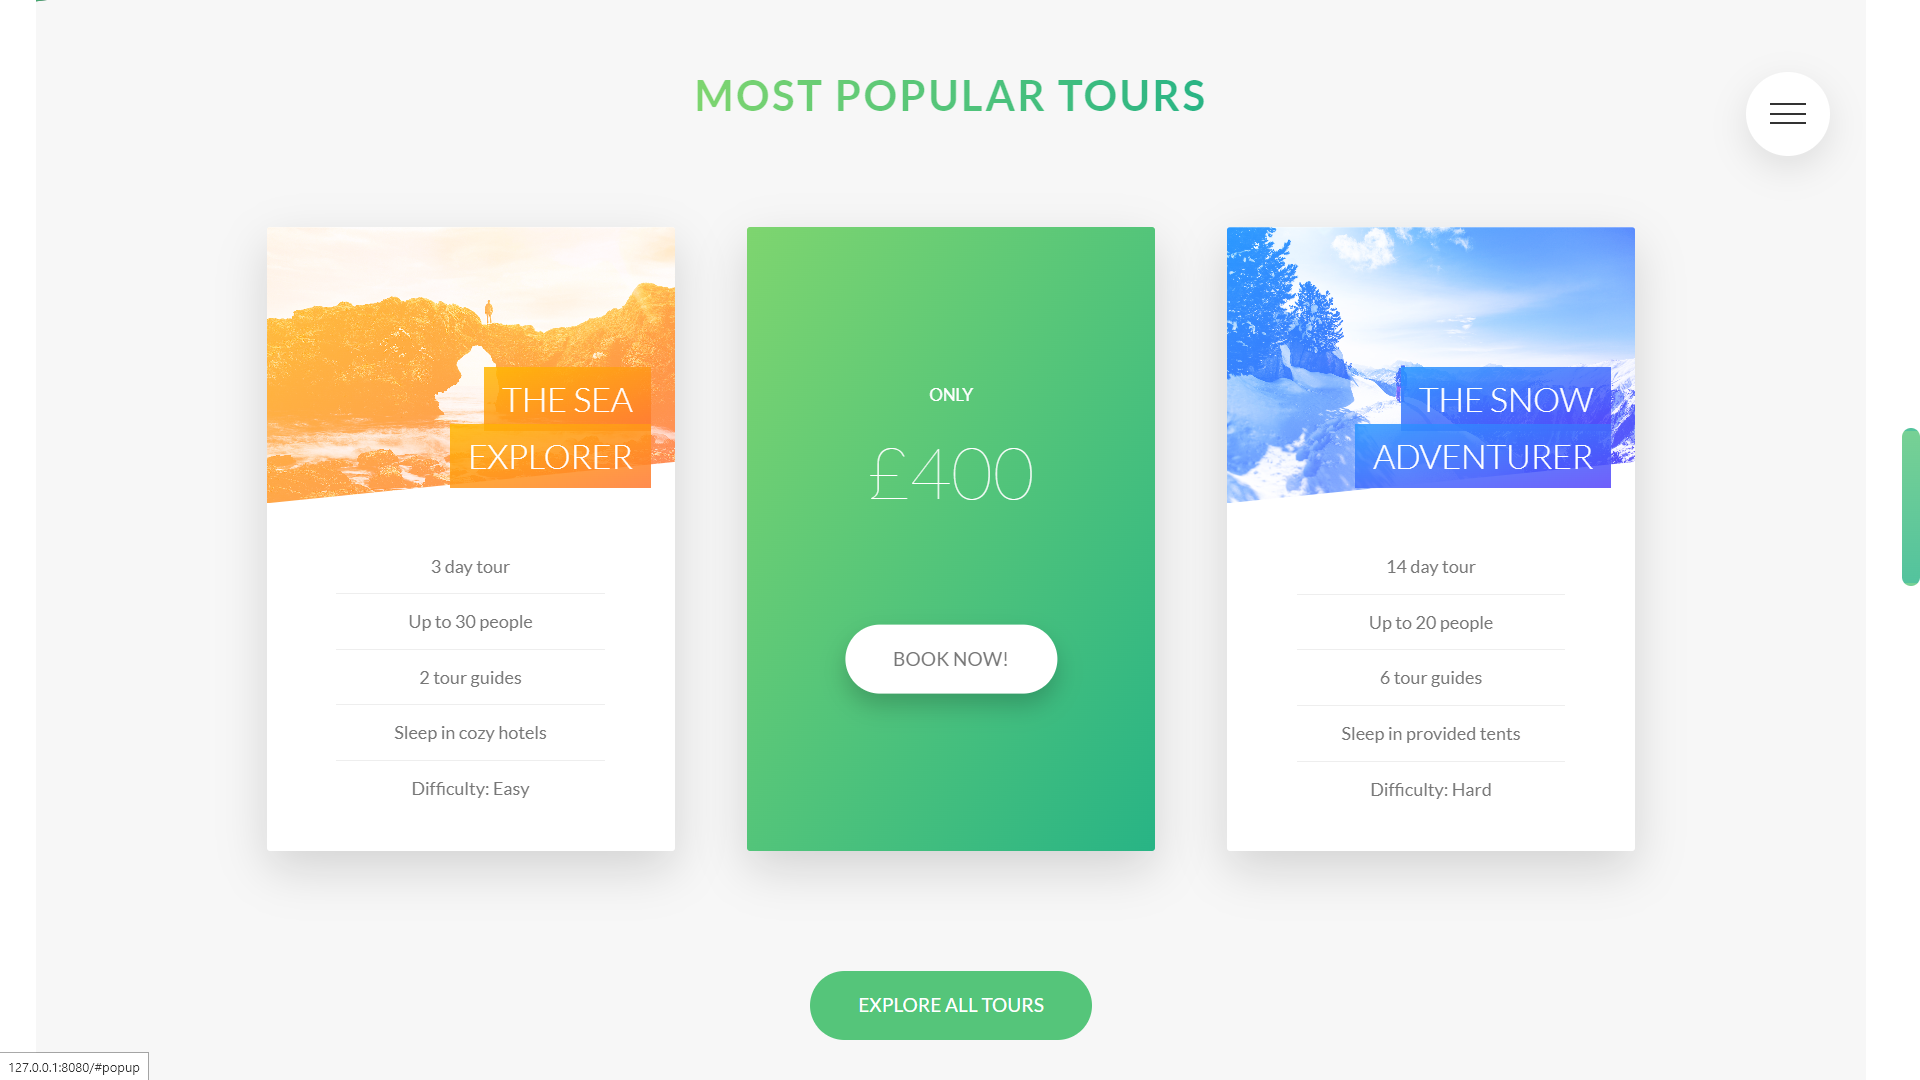 MOST POPULAR TOURS
THE SEA
EXPLORER
3 day tour
Up to 30 people
2 tour guides
Sleep in cozy hotels
Difficulty: Easy
ONLY
£400
BOOK NOW!
THE SNOW
ADVENTURER
14 day tour
Up to 20 people
6 tour guides
Sleep in provided tents
Difficulty: Hard
EXPLORE ALL TOURS
127.0.0.1:8080/#popup